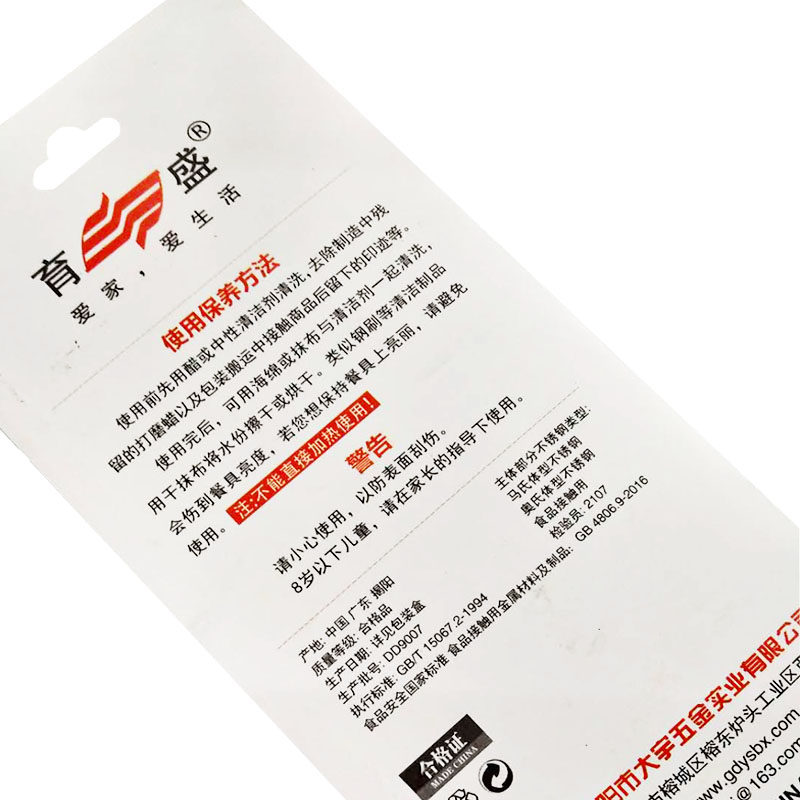 育盛®
爱家，爱生活
使用保养方法
使用前先用醋或中性清洁剂清洗，去除制造中残
留的打磨蜡以及包装搬运中接触商品后留下的印迹等。
使用完后，可用海绵或抹布与清洁剂一起清洗，
用干抹布将水份擦干或烘干。类似钢刷等清洁制品
会伤到餐具亮度，若您想保持餐具上亮丽，请避免
使用。注:不能直接加热使用!
警告
请小心使用，以防表面刮伤。
8岁以下儿童，请在家长的指导下使用。
主体部分不锈钢类型:
马氏体型不锈钢
奥氏体型不锈钢
食品接触用
检验员: 2107
产地: 中国 广东 揭阳
质量等级: 合格品
生产日期: 详见包装盒
生产批号: DD9007
执行标准: GB/T 15067.2-1994
食品安全国家标准 食品接触用金属材料及制品: GB 4806.9-2016
合格证
MADE CHINA
阳市大宇五金实业有限公司
市榕城区榕东炉头工业区
www.gdysbx.com
@163.com